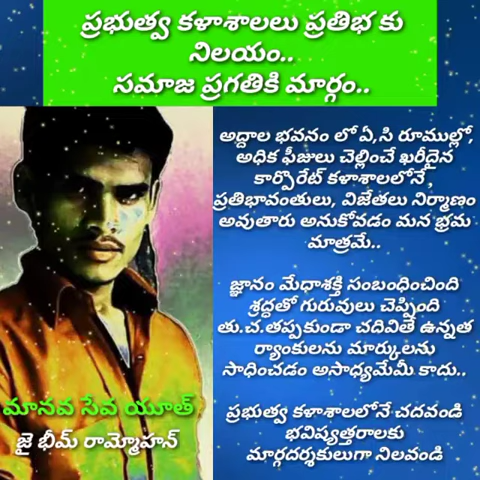 ప్రభుత్వ కళాశాలలు ప్రతిభ కు
నిలయం..
సమాజ ప్రగతికి మార్గం..
అద్దాల భవనం లో ఏ,సి రూముల్లో,
అధిక ఫీజులు చెల్లించే ఖరీదైన
కార్పొరేట్ కళాశాలలోనే,
ప్రతిభావంతులు, విజేతలు నిర్మాణం
అవుతారు అనుకోవడం మన భ్రమ
మాత్రమే..
జ్ఞానం మేధాశక్తి సంబంధించింది
శ్రద్ధతో గురువులు చెప్పింది
తు.చ.తప్పకుండా చదివితే ఉన్నత
ర్యాంకులను మార్కులను
సాధించడం అసాధ్యమేమీ కాదు..
ప్రభుత్వ కళాశాలలోనే చదవండి
భవిష్యత్తరాలకు
మార్గదర్శకులుగా నిలవండి
మానవ సేవ యూత్
జై భీమ్ రామ్మోహన్